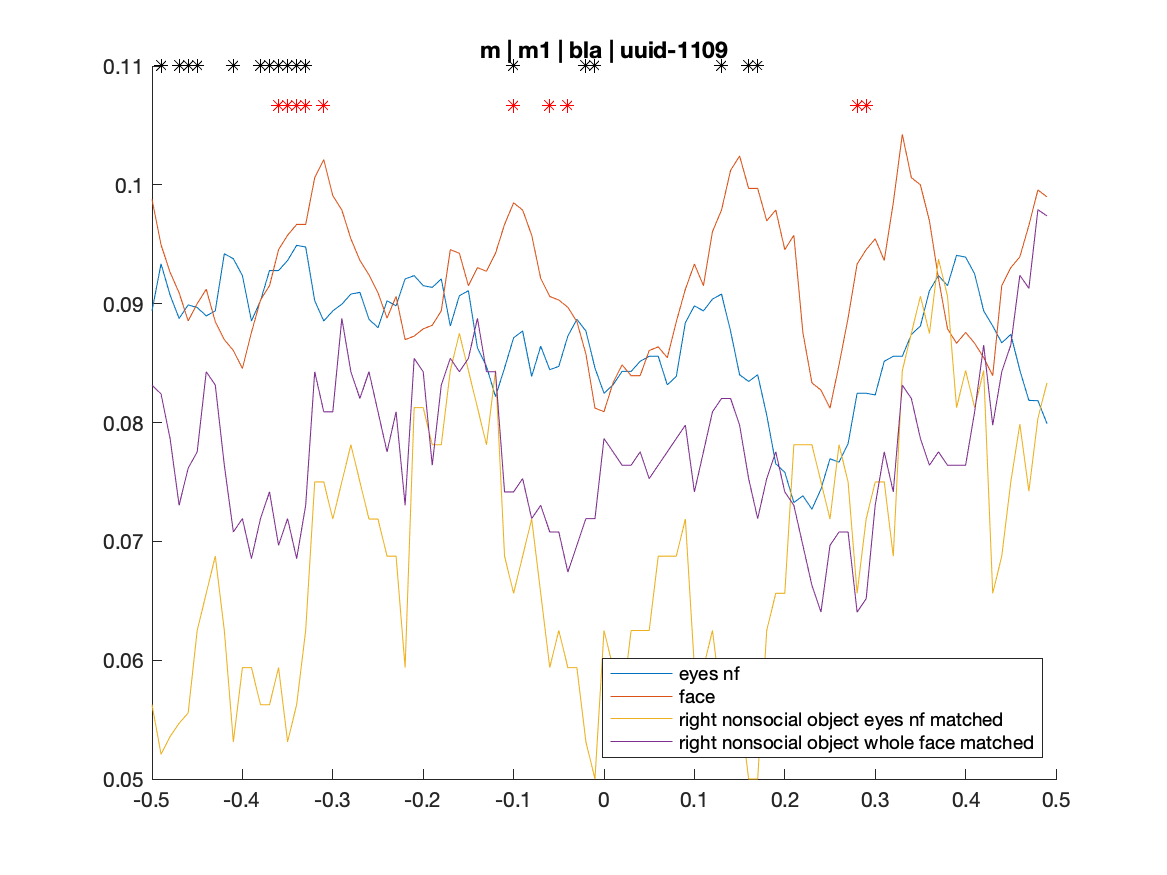 m | m1 | bla | uuid-1109
0.11
0.1
0.09
0.08
0.07
0.06
0.05
-0.5 -0.4 -0.3 -0.2 -0.1 0 0.1 0.2 0.3 0.4 0.5
eyes nf
face
right nonsocial object eyes nf matched
right nonsocial object whole face matched